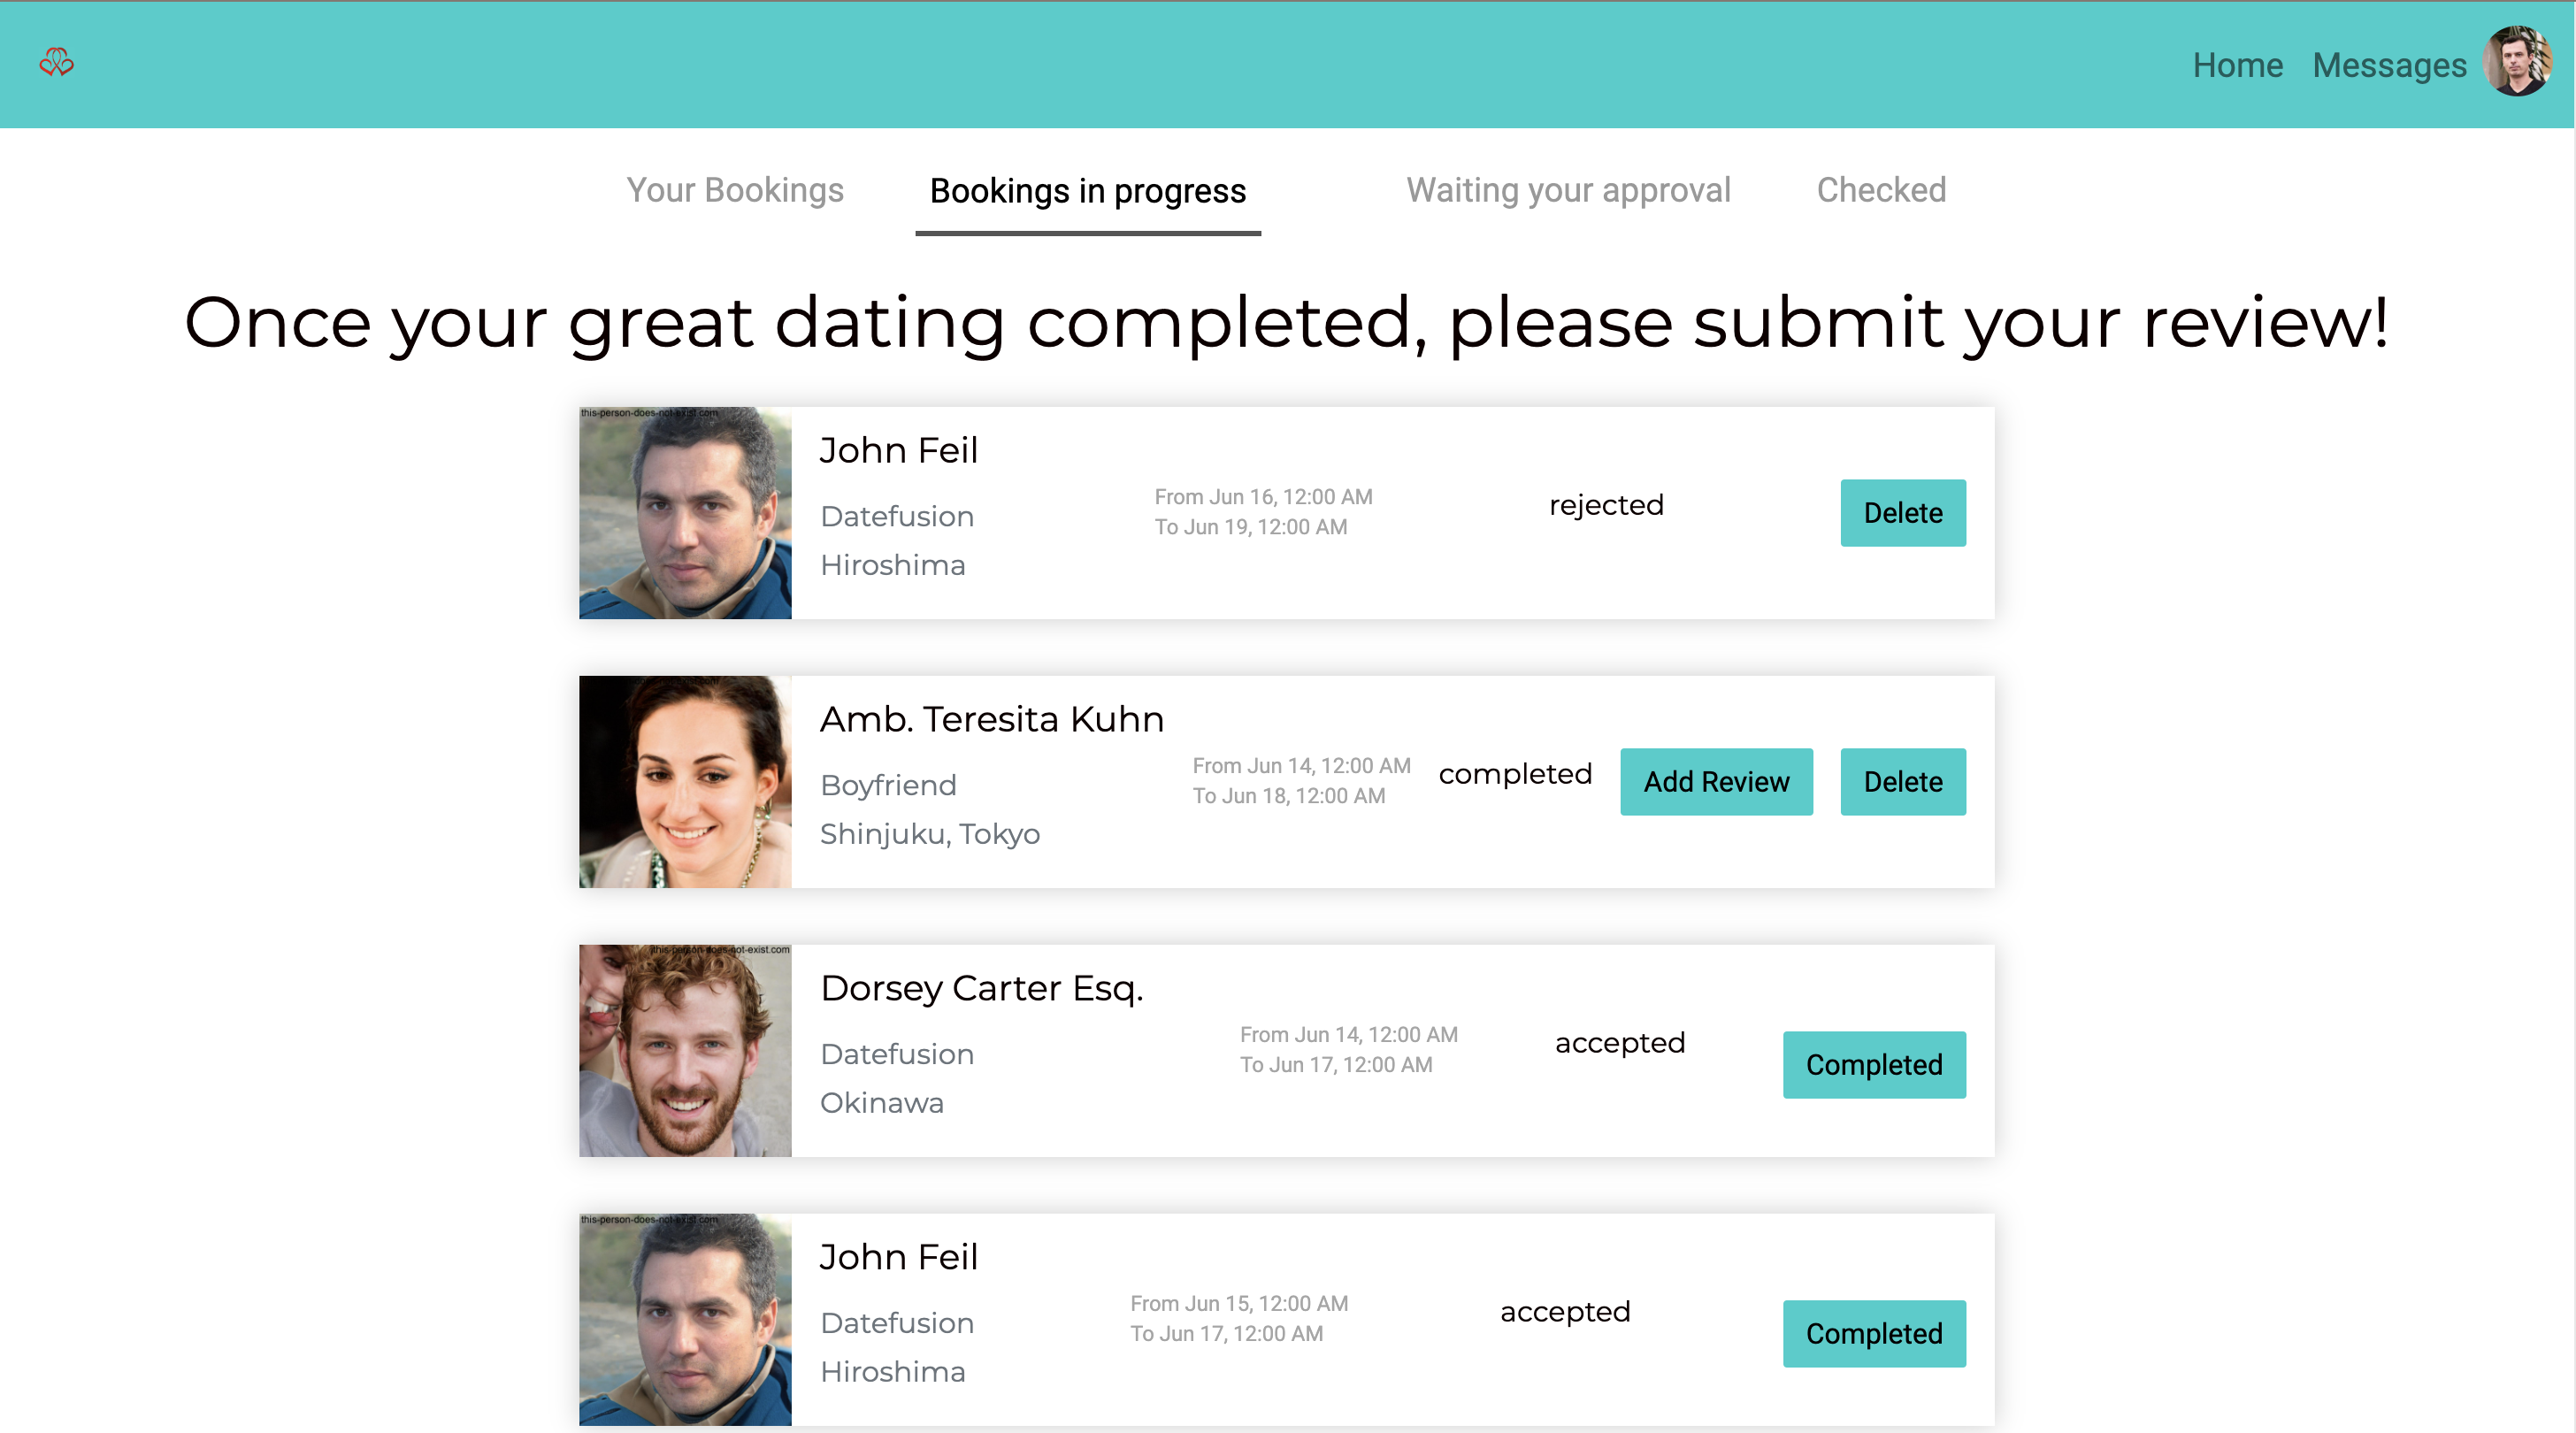 Home Messages
Your Bookings Bookings in progress Waiting your approval Checked
Once your great dating completed, please submit your review!
this-person-does-not-exist.com
John Feil
Datefusion
Hiroshima
From Jun 16, 12:00 AM
To Jun 19, 12:00 AM
rejected
Delete
Amb. Teresita Kuhn
Boyfriend
Shinjuku, Tokyo
From Jun 14, 12:00 AM
To Jun 18, 12:00 AM
completed
Add Review
Delete
this-person-does-not-exist.com
Dorsey Carter Esq.
Datefusion
Okinawa
From Jun 14, 12:00 AM
To Jun 17, 12:00 AM
accepted
Completed
this-person-does-not-exist.com
John Feil
Datefusion
Hiroshima
From Jun 15, 12:00 AM
To Jun 17, 12:00 AM
accepted
Completed